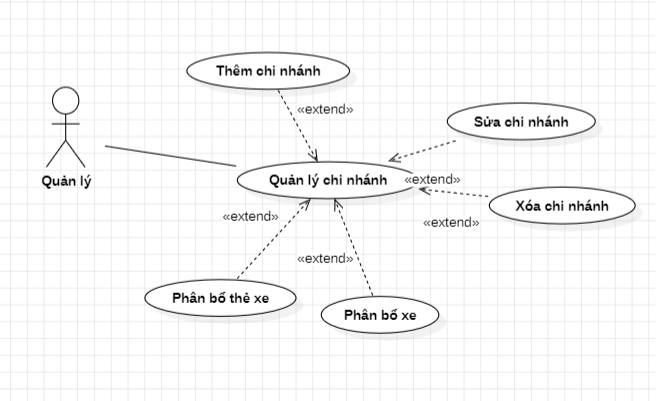 Thêm chi nhánh
«extend»
Sửa chi nhánh
Quản lý
Quản lý chi nhánh
«extend»
Xóa chi nhánh
«extend»
«extend»
«extend»
Phân bổ thẻ xe
Phân bổ xe